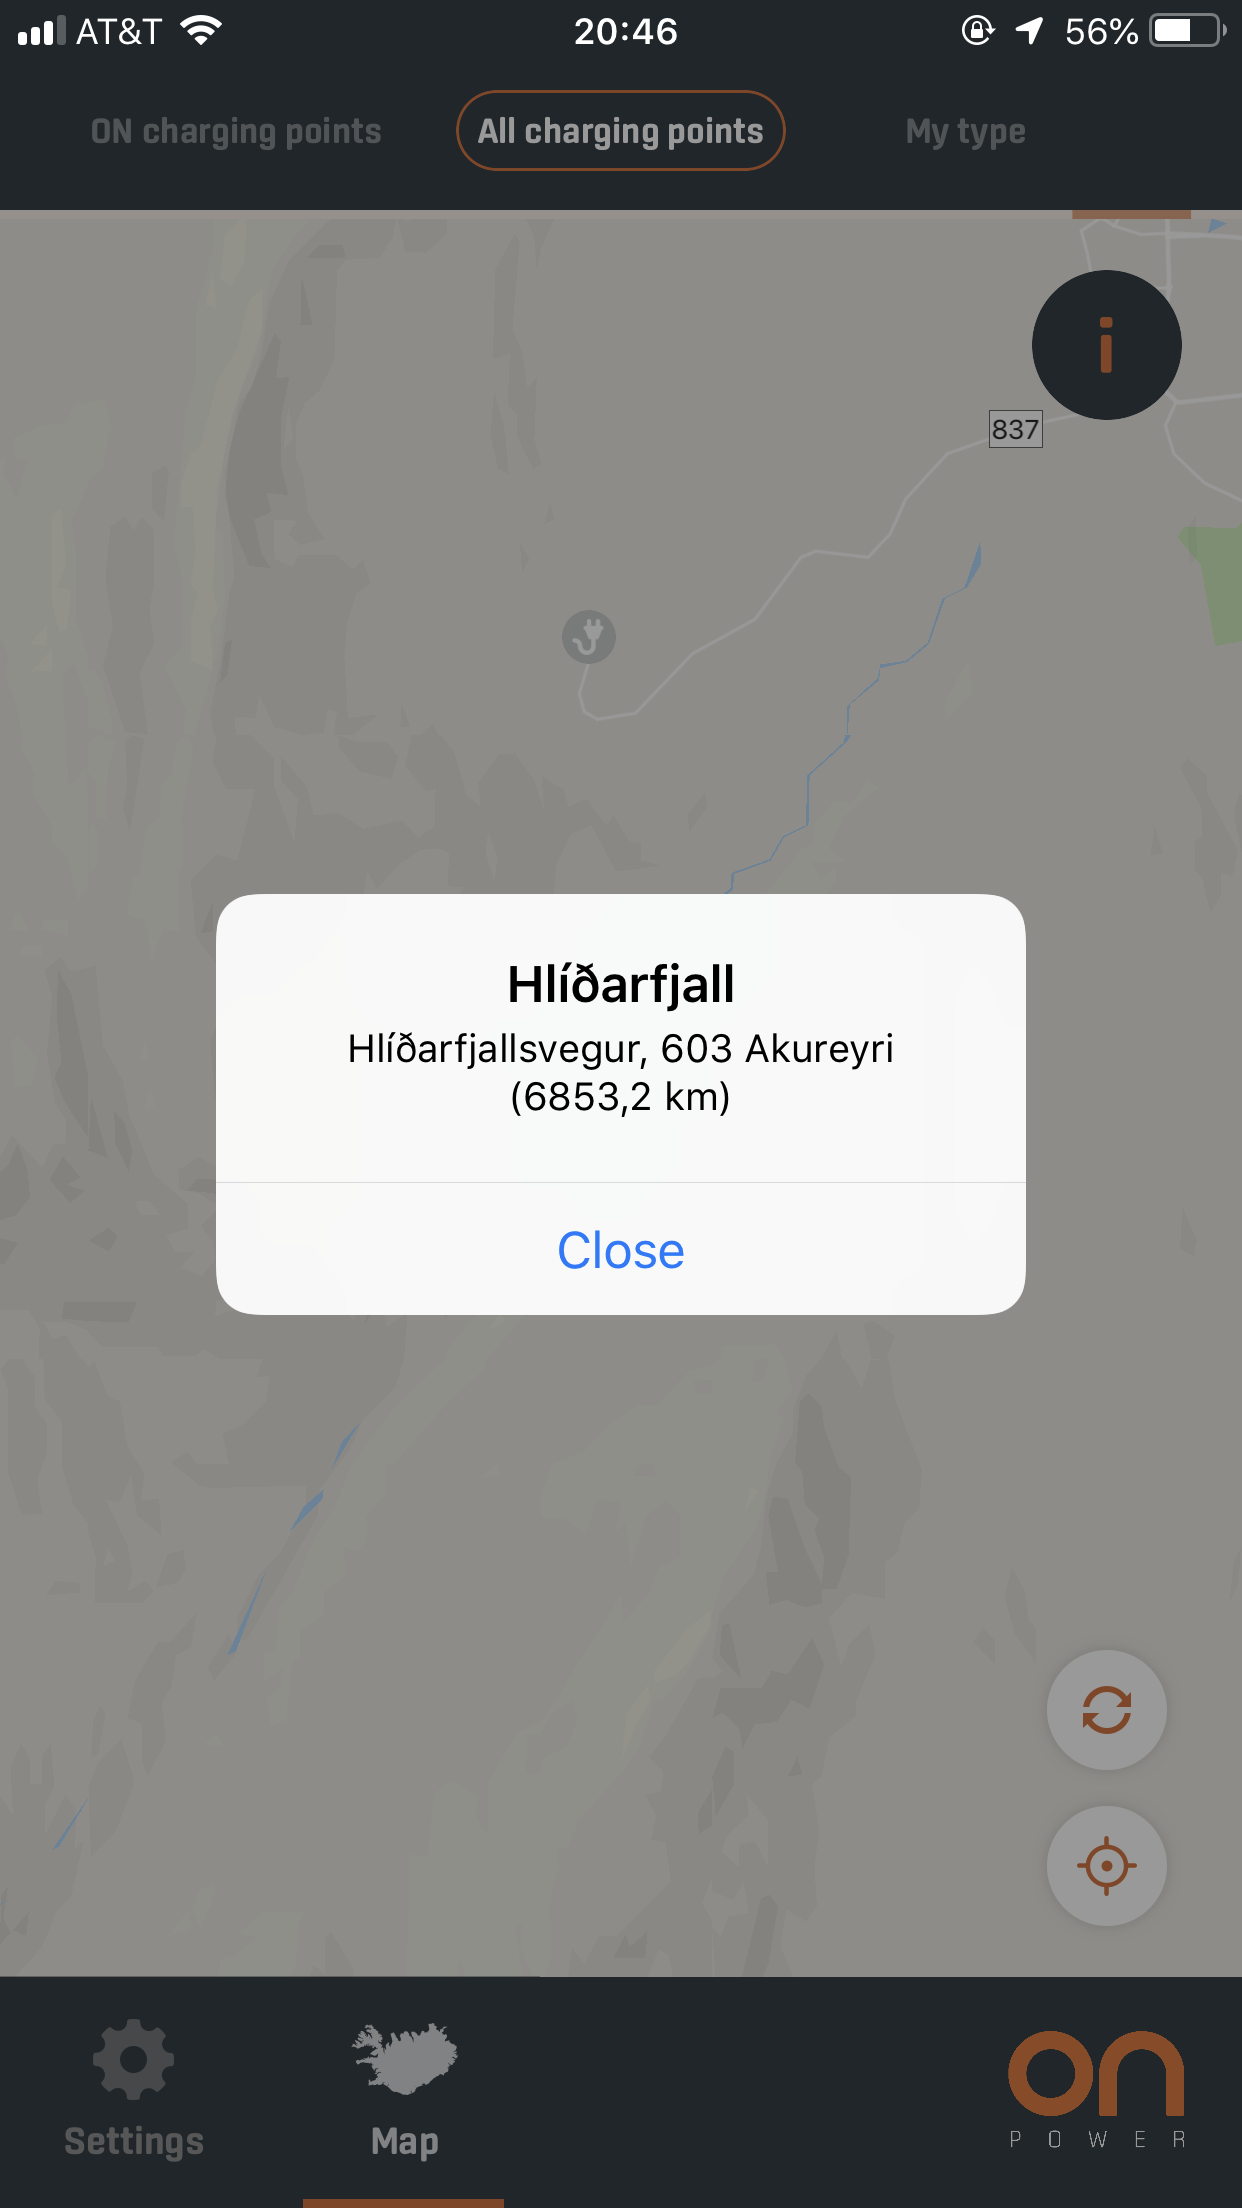 AT&T 20:46 56%
ON charging points All charging points My type
i
837
Hlíðarfjall
Hlíðarfjallsvegur, 603 Akureyri
(6853,2 km)
Close
Settings Map
on
POWER